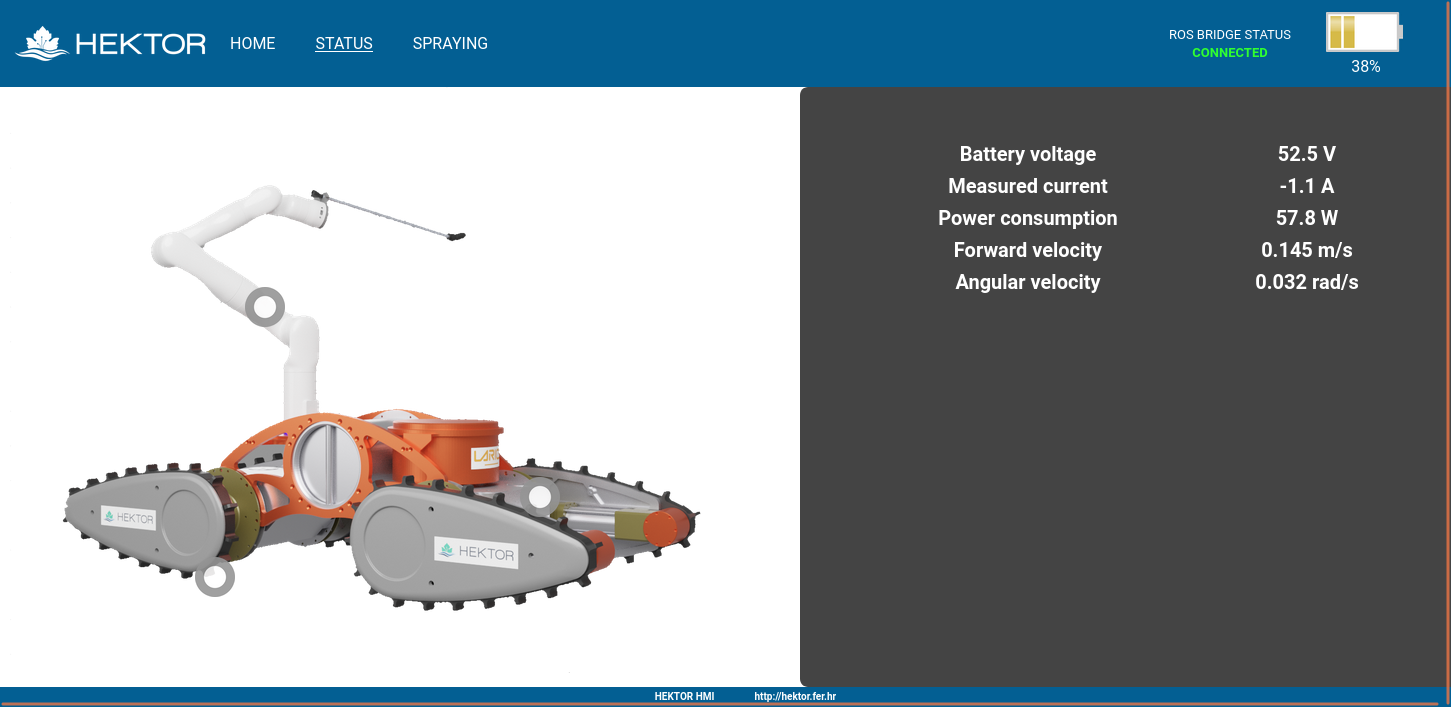 HEKTOR
HOME
STATUS
SPRAYING
ROS BRIDGE STATUS
CONNECTED
38%
Battery voltage 52.5 V
Measured current -1.1 A
Power consumption 57.8 W
Forward velocity 0.145 m/s
Angular velocity 0.032 rad/s
HEKTOR
HEKTOR
HEKTOR HMI
http://hektor.fer.hr